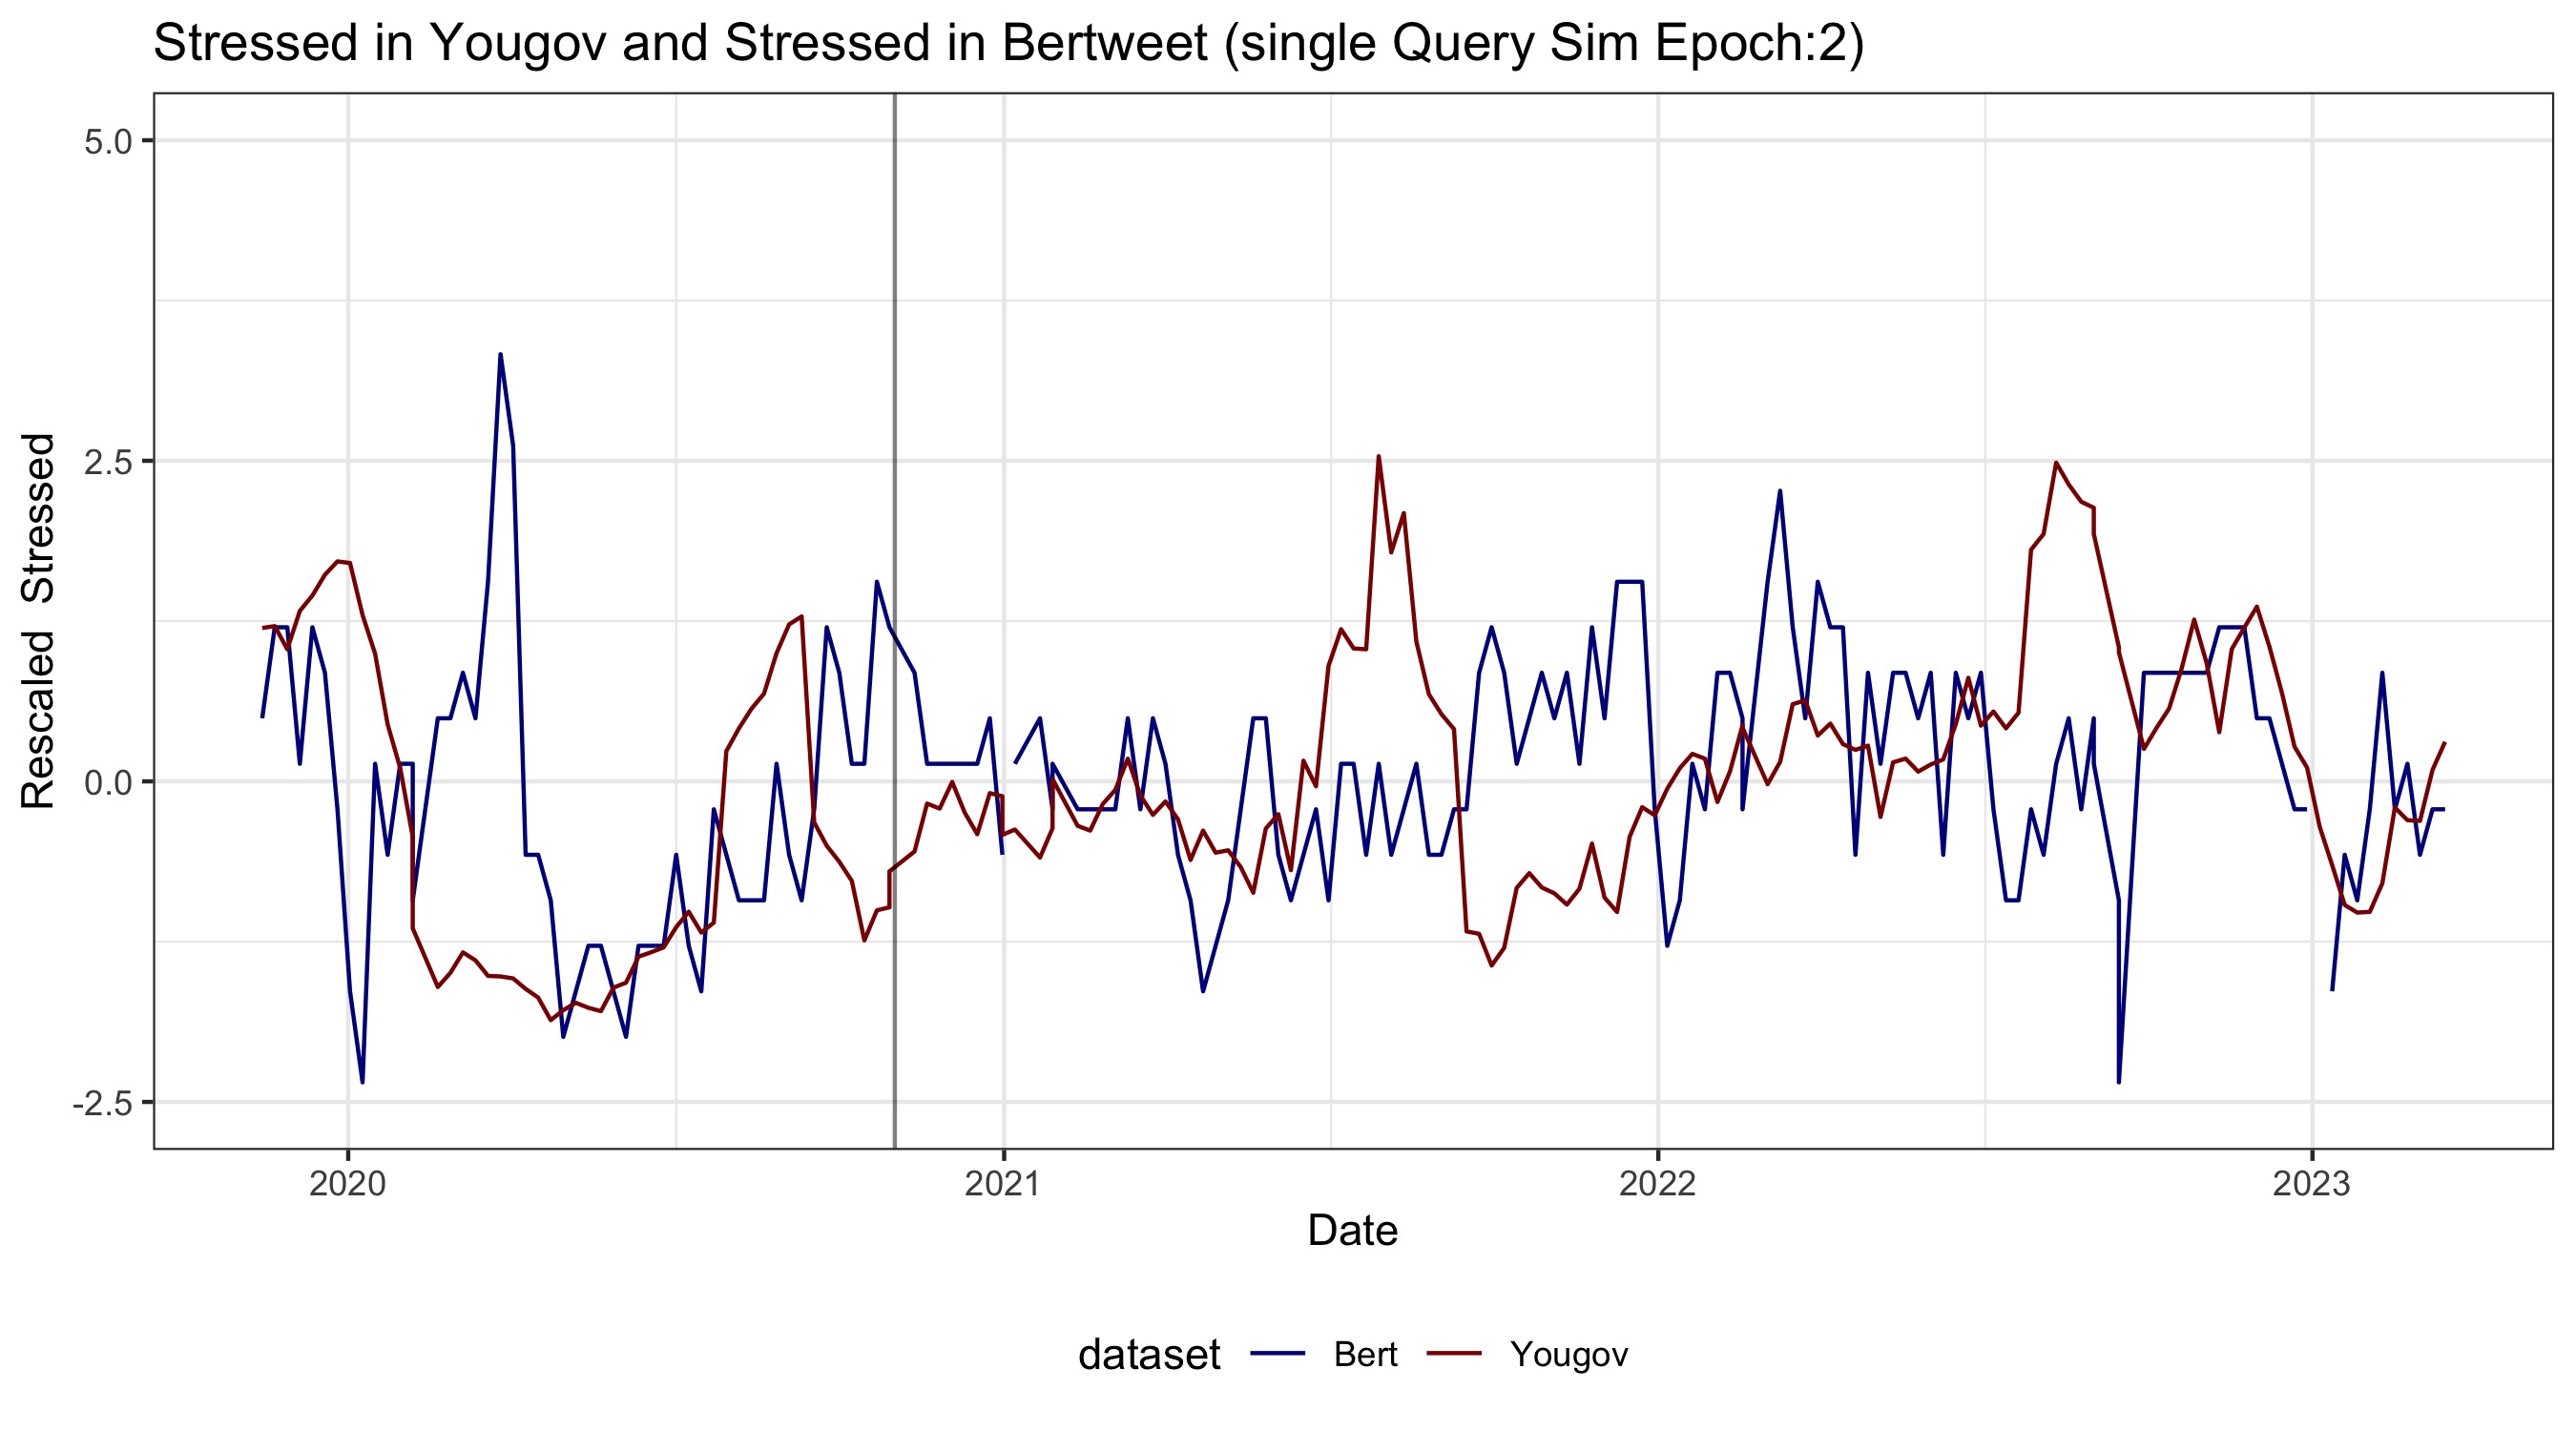 Stressed in Yougov and Stressed in Bertweet (single Query Sim Epoch:2)
Rescaled Stressed
5.0
2.5
0.0
-2.5
2020 2021 2022 2023
Date
dataset Bert Yougov